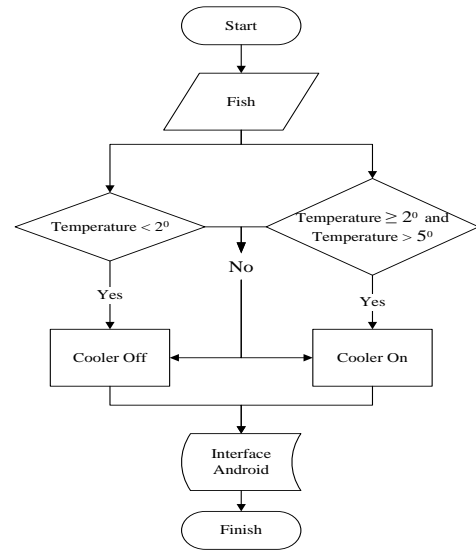 Start
Fish
Temperature < 2⁰
Temperature ≥ 2⁰ and
Temperature > 5⁰
No
Yes
Yes
Cooler Off
Cooler On
Interface
Android
Finish